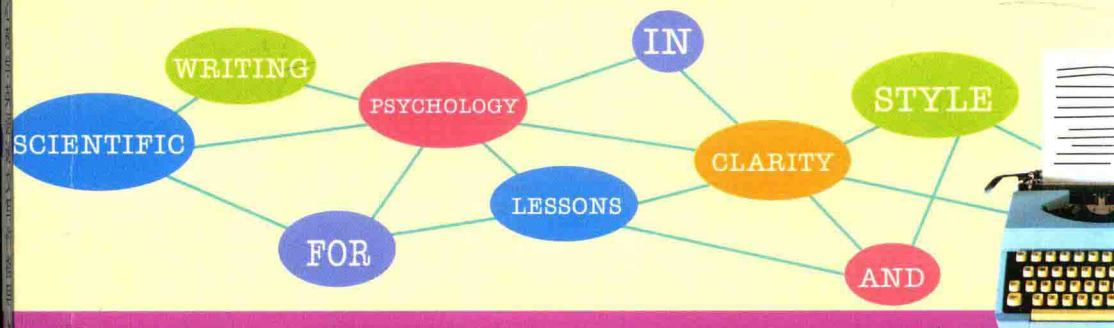 SCIENTIFIC
WRITING
FOR
PSYCHOLOGY
LESSONS
IN
CLARITY
AND
STYLE